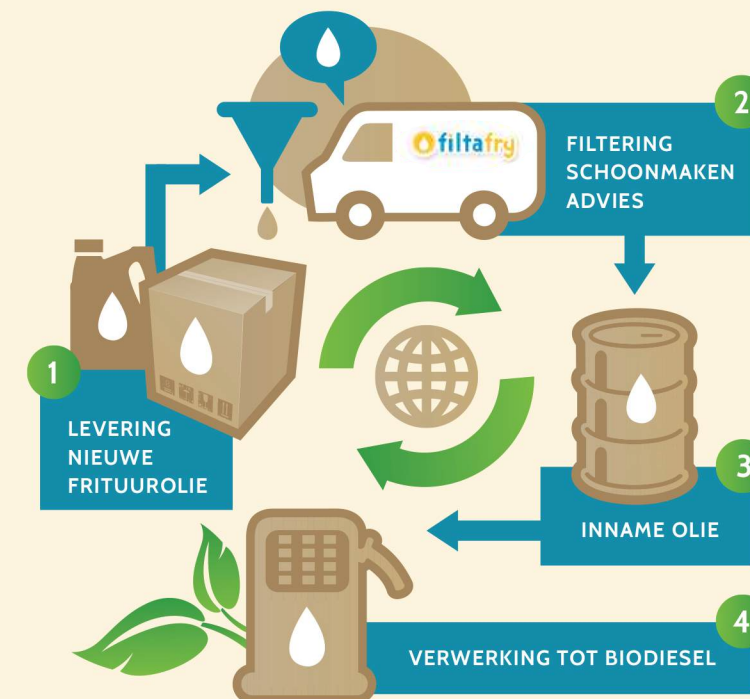 1
LEVERING
NIEUWE
FRITUUROLIE
filtafry
2
FILTERING
SCHOONMAKEN
ADVIES
3
INNAME OLIE
4
VERWERKING TOT BIODIESEL